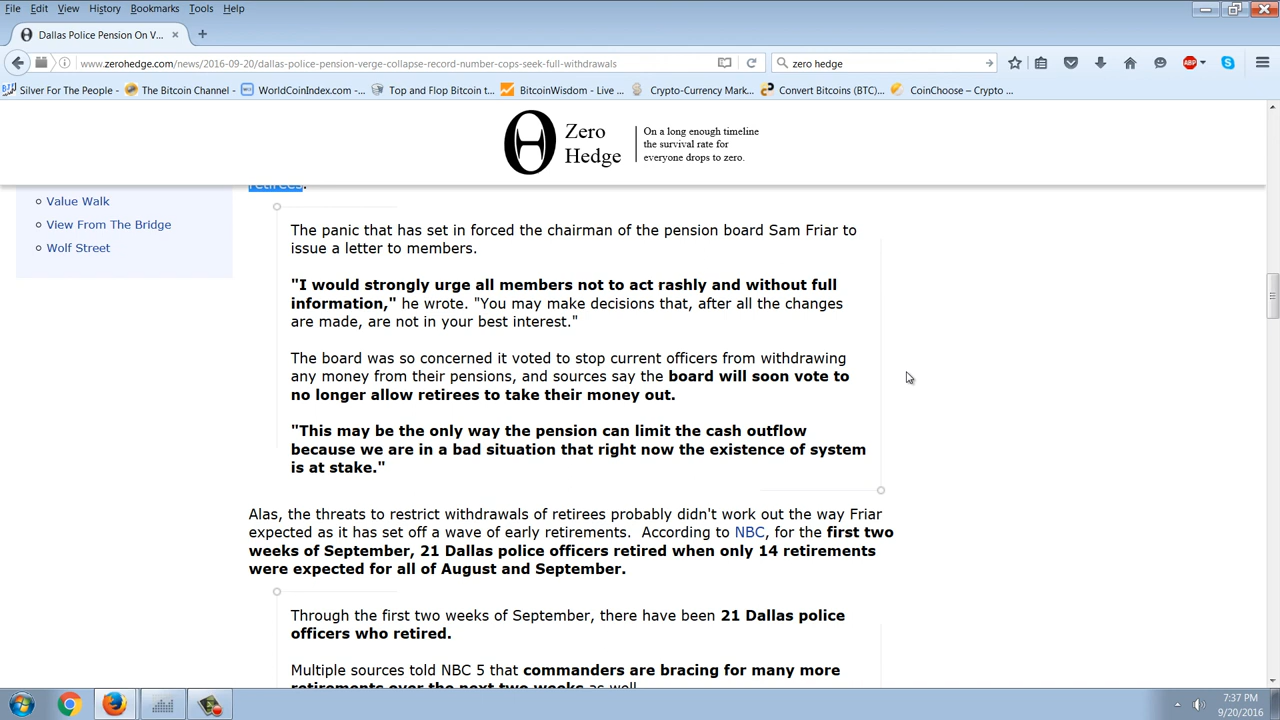 File Edit View History Bookmarks Tools Help
Dallas Police Pension On V...
www.zerohedge.com/news/2016-09-20/dallas-police-pension-verge-collapse-record-number-cops-seek-full-withdrawals
zero hedge
ABP
Silver For The People -
The Bitcoin Channel -
WorldCoinIndex.com -...
Top and Flop Bitcoin t...
BitcoinWisdom - Live ...
Crypto-Currency Mark...
Convert Bitcoins (BTC)...
CoinChoose – Crypto ...
Zero
Hedge
On a long enough timeline
the survival rate for
everyone drops to zero.
retirees.
Value Walk
View From The Bridge
Wolf Street
The panic that has set in forced the chairman of the pension board Sam Friar to
issue a letter to members.
"I would strongly urge all members not to act rashly and without full
information," he wrote. "You may make decisions that, after all the changes
are made, are not in your best interest."
The board was so concerned it voted to stop current officers from withdrawing
any money from their pensions, and sources say the board will soon vote to
no longer allow retirees to take their money out.
"This may be the only way the pension can limit the cash outflow
because we are in a bad situation that right now the existence of system
is at stake."
Alas, the threats to restrict withdrawals of retirees probably didn't work out the way Friar
expected as it has set off a wave of early retirements. According to NBC, for the first two
weeks of September, 21 Dallas police officers retired when only 14 retirements
were expected for all of August and September.
Through the first two weeks of September, there have been 21 Dallas police
officers who retired.
Multiple sources told NBC 5 that commanders are bracing for many more
retirements over the next two weeks as well.
7:37 PM
9/20/2016